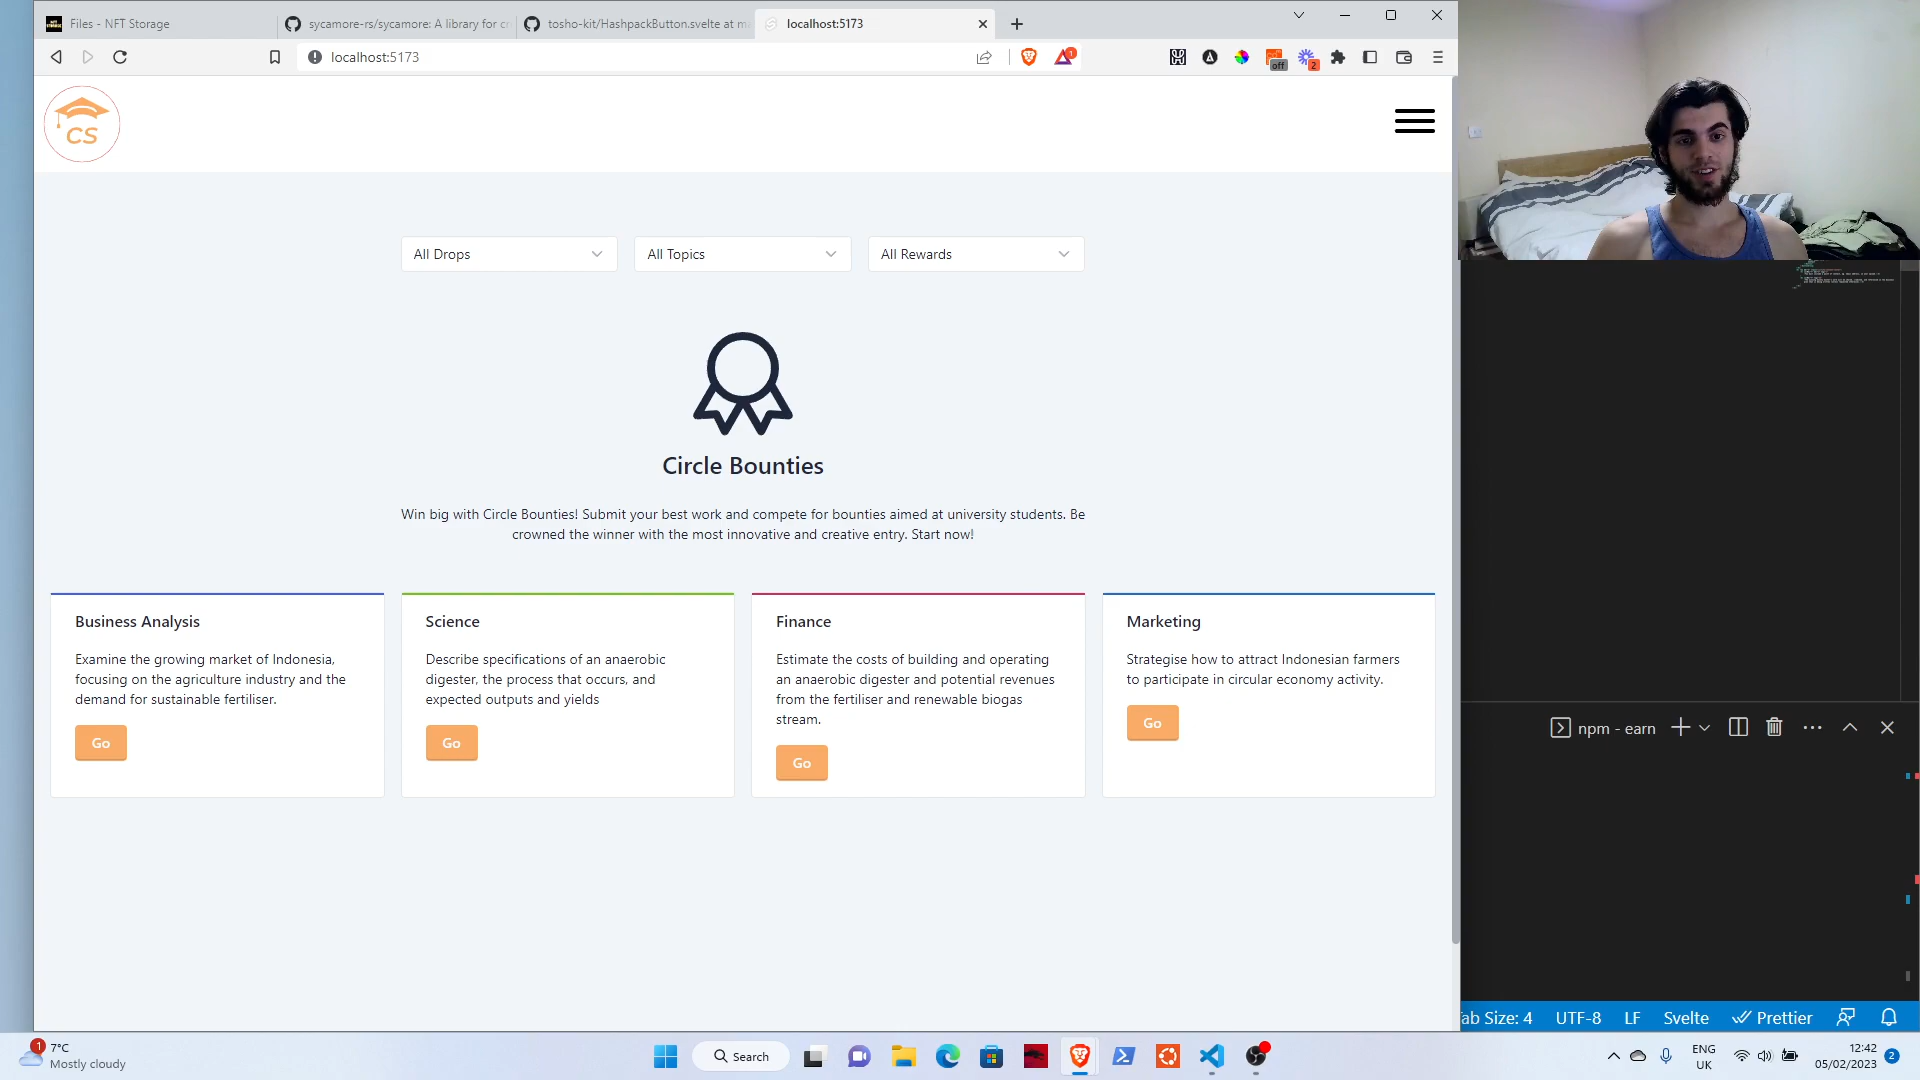 Files - NFT Storage
sycamore-rs/sycamore: A library for cr
tosho-kit/HashpackButton.svelte at m
localhost:5173
localhost:5173
1
off
2
CS
All Drops
All Topics
All Rewards
Circle Bounties
Win big with Circle Bounties! Submit your best work and compete for bounties aimed at university students. Be
crowned the winner with the most innovative and creative entry. Start now!
Business Analysis
Examine the growing market of Indonesia,
focusing on the agriculture industry and the
demand for sustainable fertiliser.
Go
Science
Describe specifications of an anaerobic
digester, the process that occurs, and
expected outputs and yields
Go
Finance
Estimate the costs of building and operating
an anaerobic digester and potential revenues
from the fertiliser and renewable biogas
stream.
Go
Marketing
Strategise how to attract Indonesian farmers
to participate in circular economy activity.
Go
npm - earn
Tab Size: 4
UTF-8
LF
Svelte
Prettier
1
7°C
Mostly cloudy
Search
ENG
UK
12:42
05/02/2023
2